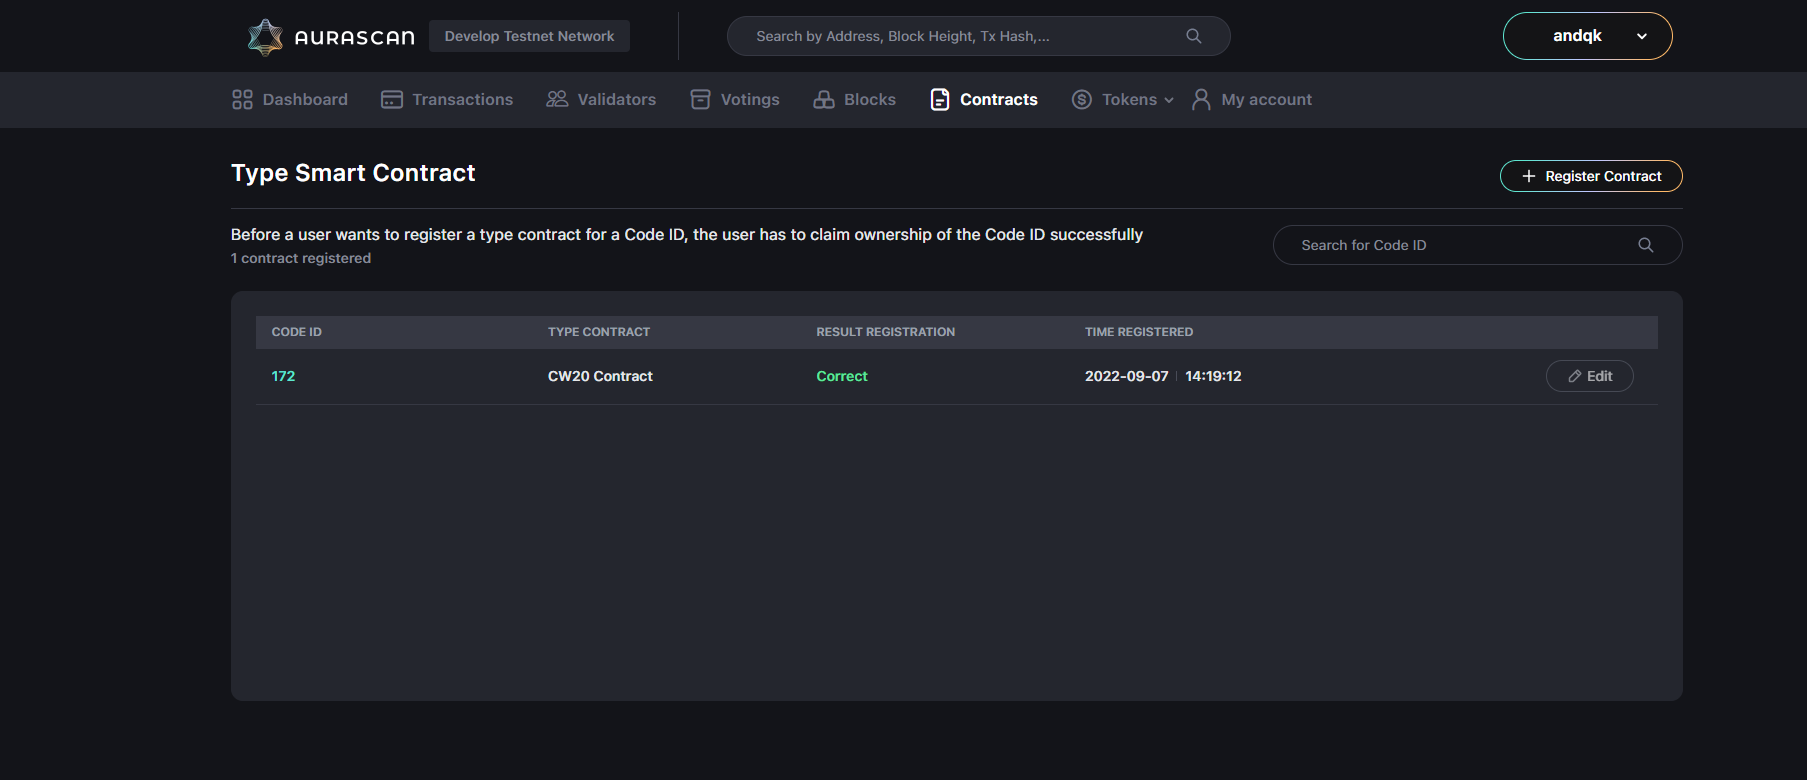 AURASCAN
Develop Testnet Network
Search by Address, Block Height, Tx Hash,...
andqk
Dashboard
Transactions
Validators
Votings
Blocks
Contracts
Tokens
My account
Type Smart Contract
Register Contract
Before a user wants to register a type contract for a Code ID, the user has to claim ownership of the Code ID successfully
1 contract registered
Search for Code ID
CODE ID TYPE CONTRACT RESULT REGISTRATION TIME REGISTERED
172 CW20 Contract Correct 2022-09-07 | 14:19:12 Edit